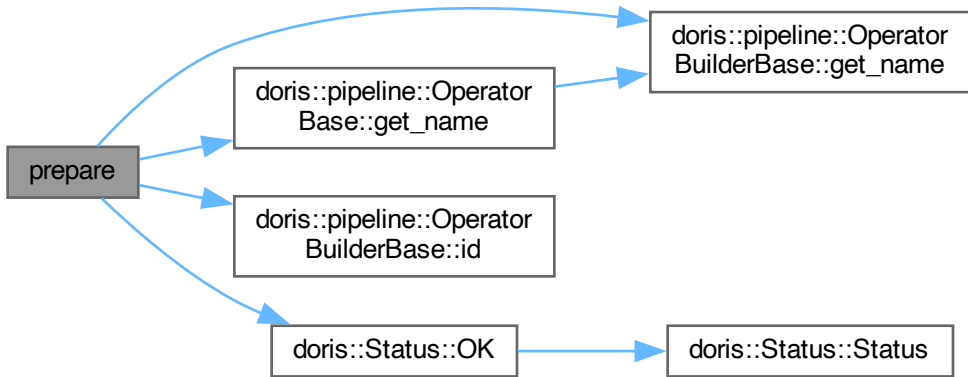 doris::pipeline::Operator
BuilderBase::get_name
doris::pipeline::Operator
Base::get_name
prepare
doris::pipeline::Operator
BuilderBase::id
doris::Status::OK
doris::Status::Status